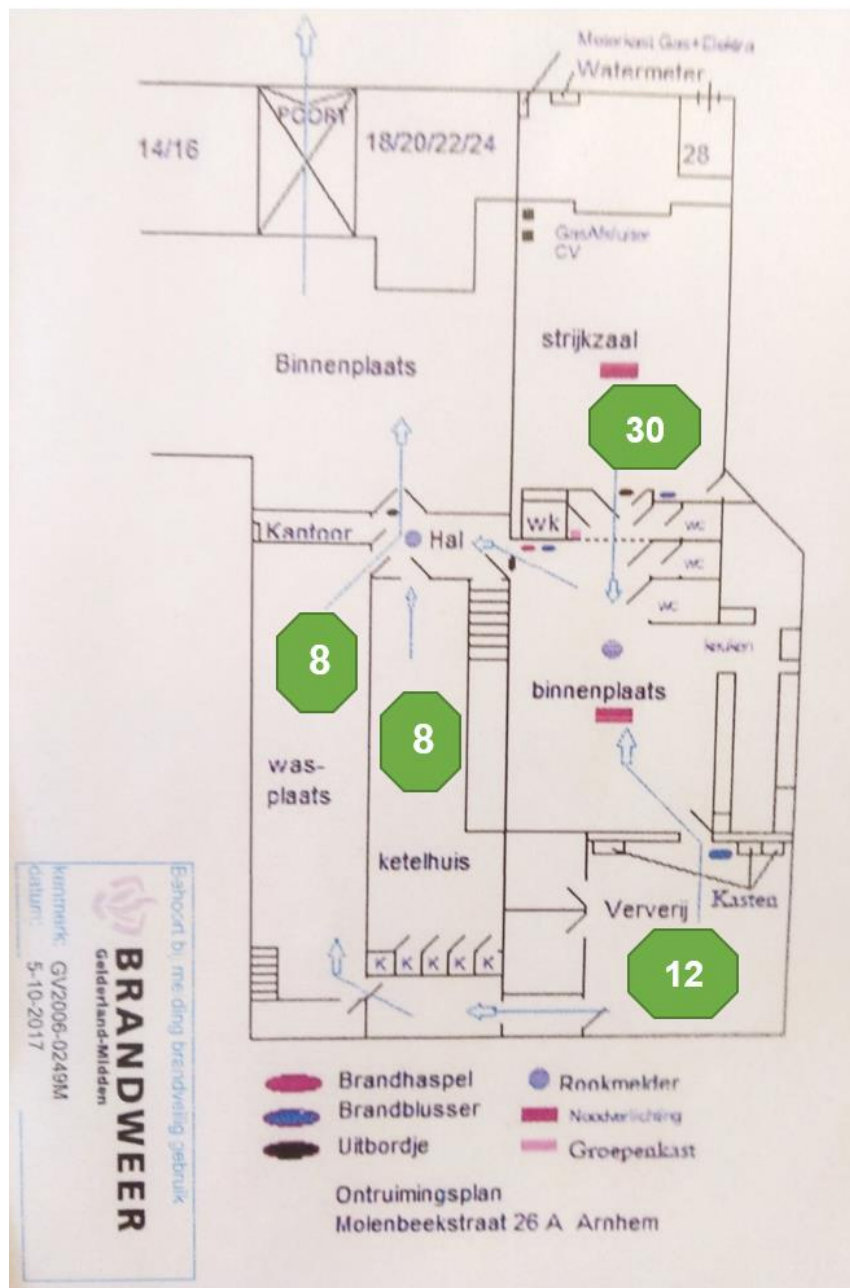 Meterkast Gas+Elektra
Watermeter
POORT
14/16
18/20/22/24
28
GasAfsluiter
CV
strijkzaal
Binnenplaats
30
wk
wc
Kantoor
Hal
wc
wc
8
keuken
binnenplaats
8
was-
plaats
ketelhuis
Ververij
Kasten
12
K K K K K
Behoort bij melding brandveilig gebruik
BRANDWEER
Gelderland-Midden
kenmerk: GV2006-0249M
datum: 5-10-2017
Brandhaspel
Rookmelder
Brandblusser
Noodverlichting
Uitbordje
Groepenkast
Ontruimingsplan
Molenbeekstraat 26 A Arnhem